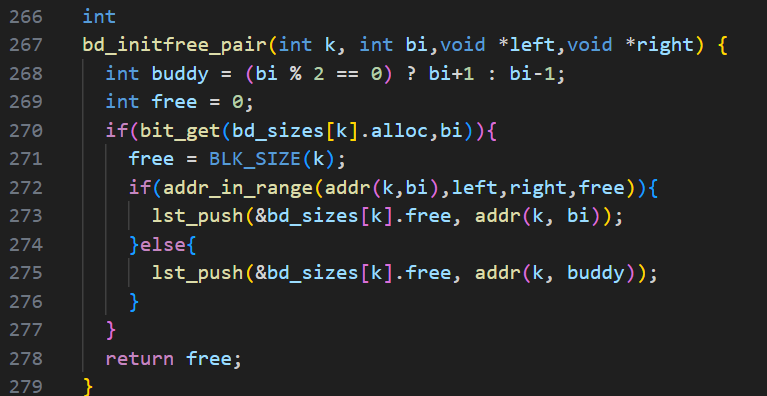 266 int
267 bd_initfree_pair(int k, int bi,void *left,void *right) {
268   int buddy = (bi % 2 == 0) ? bi+1 : bi-1;
269   int free = 0;
270   if(bit_get(bd_sizes[k].alloc,bi)){
271     free = BLK_SIZE(k);
272     if(addr_in_range(addr(k,bi),left,right,free)){
273       lst_push(&bd_sizes[k].free, addr(k, bi));
274     }else{
275       lst_push(&bd_sizes[k].free, addr(k, buddy));
276     }
277   }
278   return free;
279 }